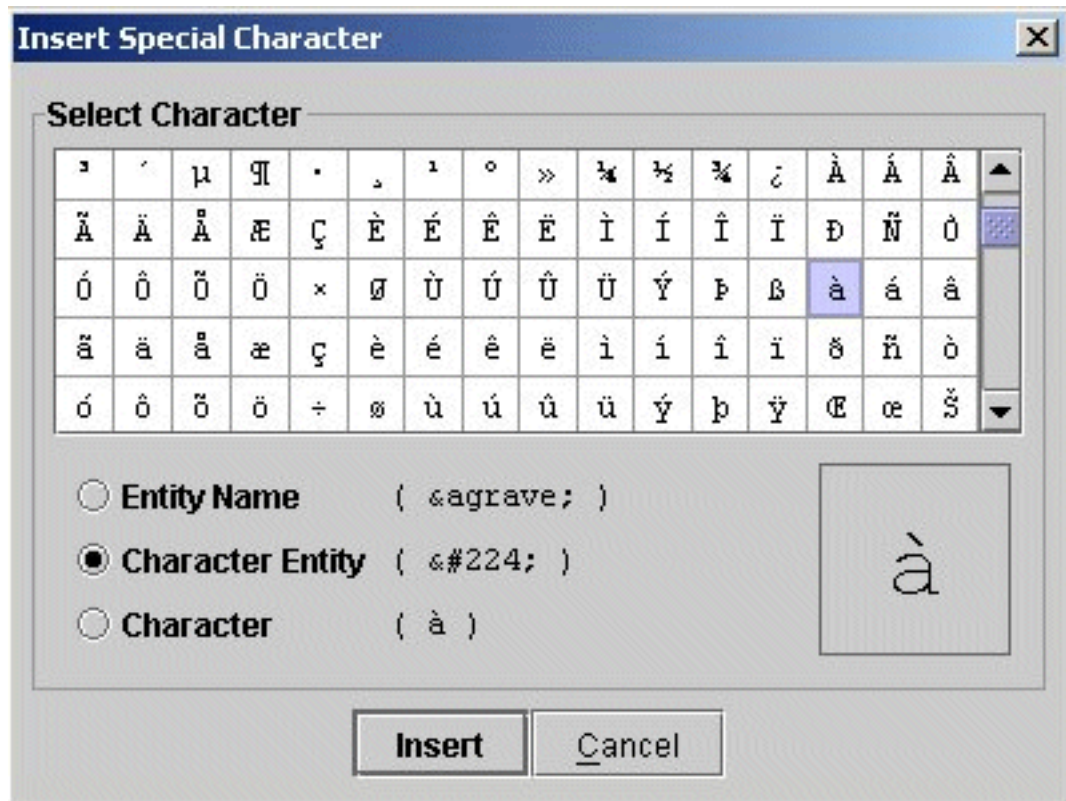 Insert Special Character
Select Character
³ ´ µ ¶ · ¸ ¹ º » ¼ ½ ¾ ¿ À Á Â
Ã Ä Å Æ Ç È É Ê Ë Ì Í Î Ï Ð Ñ Ò
Ó Ô Õ Ö × Ø Ù Ú Û Ü Ý Þ ß à á â
ã ä å æ ç è é ê ë ì í î ï ð ñ ò
ó ô õ ö ÷ ø ù ú û ü ý þ ÿ Œ œ Š
Entity Name ( &agrave; )
Character Entity ( &#224; )
à
Character ( à )
Insert Cancel